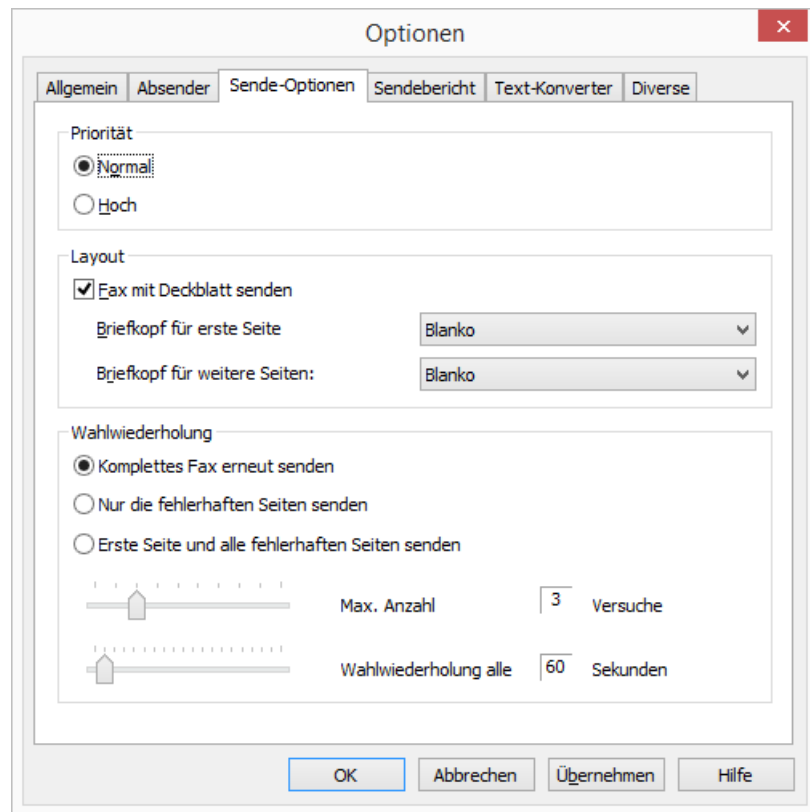 Optionen
Allgemein Absender Sende-Optionen Sendebericht Text-Konverter Diverse
Priorität
Normal
Hoch
Layout
Fax mit Deckblatt senden
Briefkopf für erste Seite Blanko
Briefkopf für weitere Seiten: Blanko
Wahlwiederholung
Komplettes Fax erneut senden
Nur die fehlerhaften Seiten senden
Erste Seite und alle fehlerhaften Seiten senden
Max. Anzahl 3 Versuche
Wahlwiederholung alle 60 Sekunden
OK Abbrechen Übernehmen Hilfe